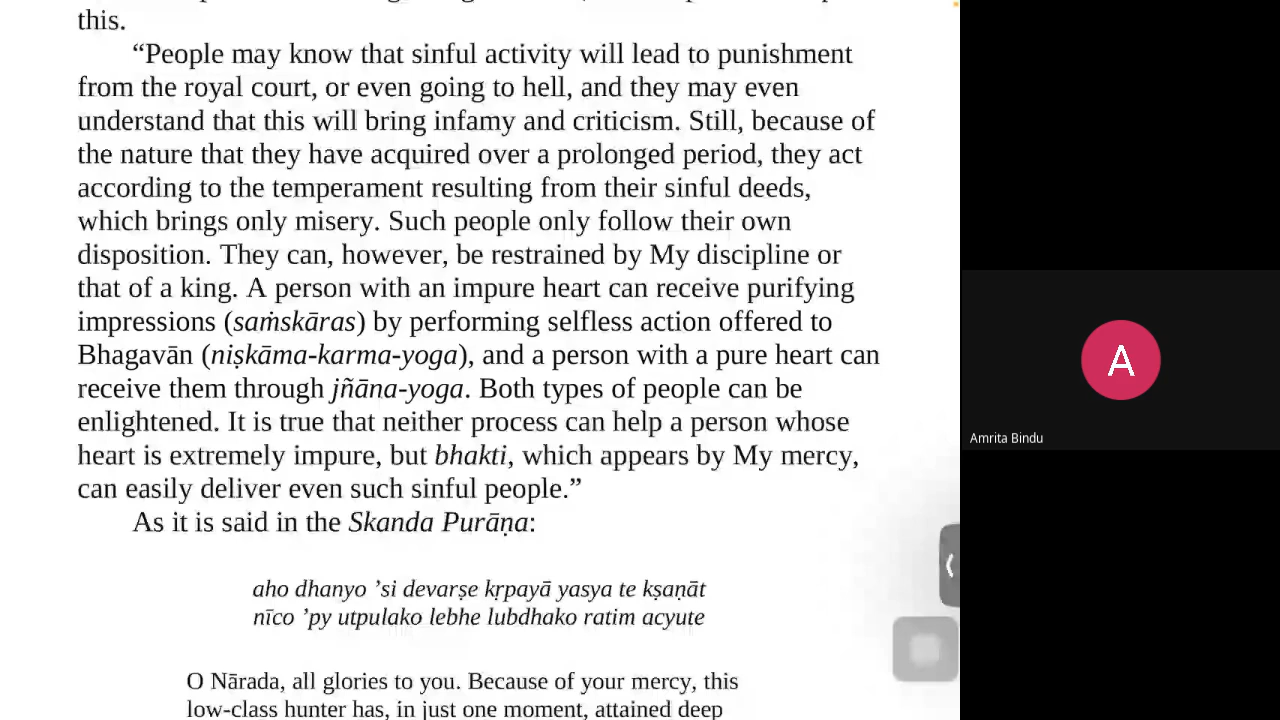 this.
“People may know that sinful activity will lead to punishment
from the royal court, or even going to hell, and they may even
understand that this will bring infamy and criticism. Still, because of
the nature that they have acquired over a prolonged period, they act
according to the temperament resulting from their sinful deeds,
which brings only misery. Such people only follow their own
disposition. They can, however, be restrained by My discipline or
that of a king. A person with an impure heart can receive purifying
impressions (saṁskāras) by performing selfless action offered to
Bhagavān (niṣkāma-karma-yoga), and a person with a pure heart can
receive them through jñāna-yoga. Both types of people can be
enlightened. It is true that neither process can help a person whose
heart is extremely impure, but bhakti, which appears by My mercy,
can easily deliver even such sinful people.”
As it is said in the Skanda Purāṇa:
aho dhanyo ’si devarṣe kṛpayā yasya te kṣaṇāt
nīco ’py utpulako lebhe lubdhako ratim acyute
O Nārada, all glories to you. Because of your mercy, this
low-class hunter has, in just one moment, attained deep
A
Amrita Bindu